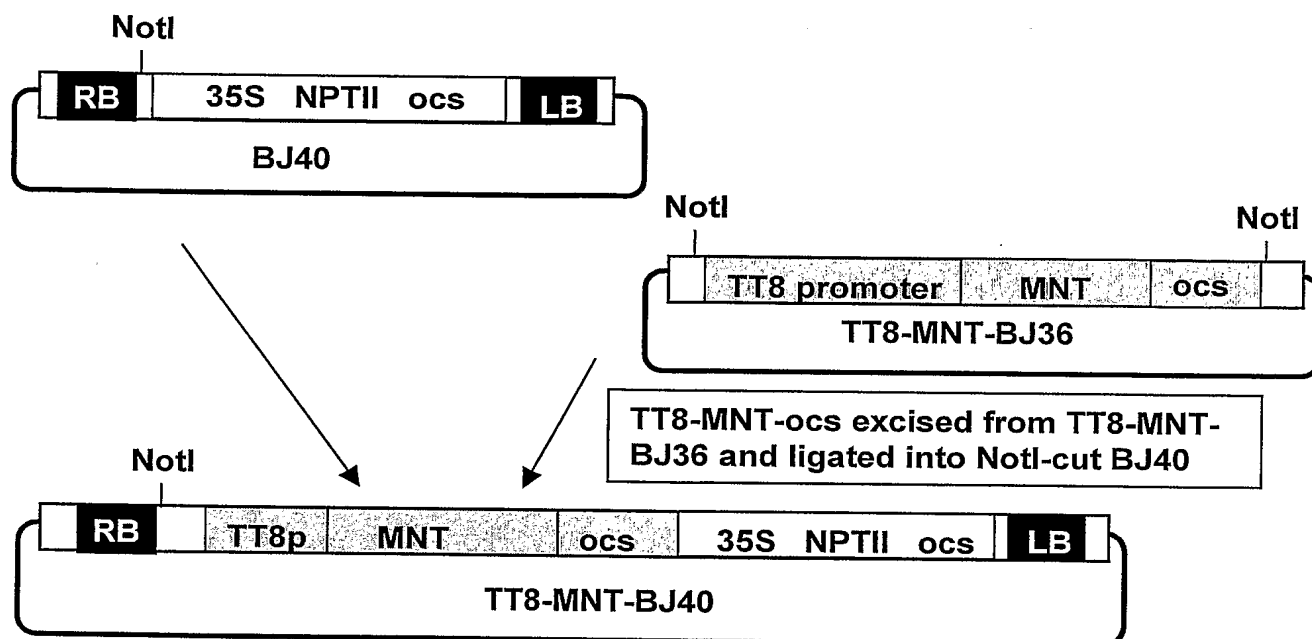 NotI
RB 35S NPTII ocs LB
BJ40
NotI NotI
TT8 promoter MNT ocs
TT8-MNT-BJ36
TT8-MNT-ocs excised from TT8-MNT-
BJ36 and ligated into NotI-cut BJ40
NotI
RB TT8p MNT ocs 35S NPTII ocs LB
TT8-MNT-BJ40